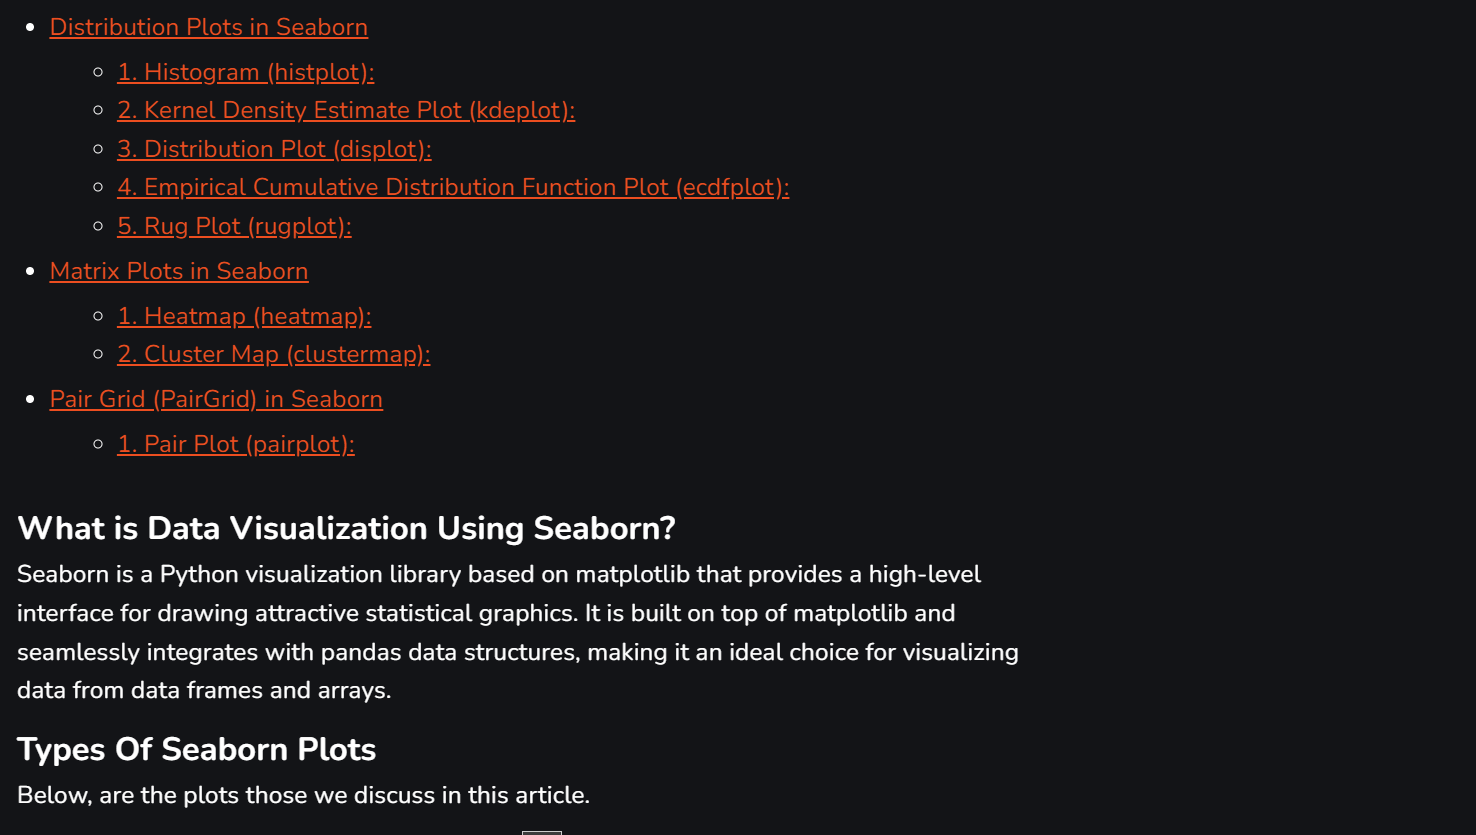 Distribution Plots in Seaborn
1. Histogram (histplot):
2. Kernel Density Estimate Plot (kdeplot):
3. Distribution Plot (displot):
4. Empirical Cumulative Distribution Function Plot (ecdfplot):
5. Rug Plot (rugplot):
Matrix Plots in Seaborn
1. Heatmap (heatmap):
2. Cluster Map (clustermap):
Pair Grid (PairGrid) in Seaborn
1. Pair Plot (pairplot):
What is Data Visualization Using Seaborn?
Seaborn is a Python visualization library based on matplotlib that provides a high-level
interface for drawing attractive statistical graphics. It is built on top of matplotlib and
seamlessly integrates with pandas data structures, making it an ideal choice for visualizing
data from data frames and arrays.
Types Of Seaborn Plots
Below, are the plots those we discuss in this article.